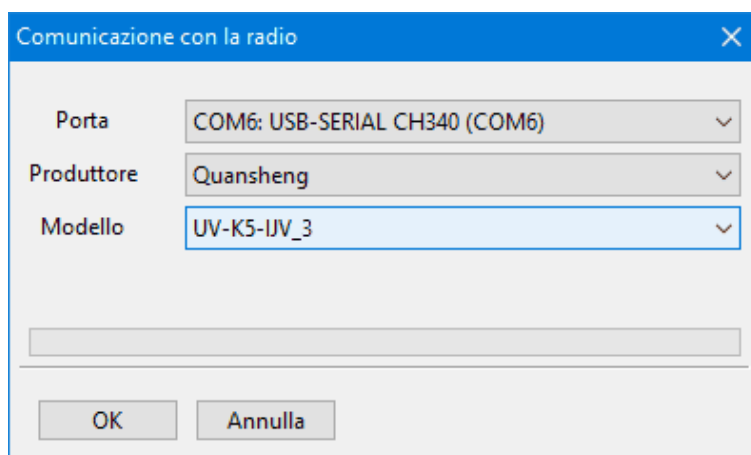 Comunicazione con la radio
Porta COM6: USB-SERIAL CH340 (COM6)
Produttore Quansheng
Modello UV-K5-IJV_3
OK Annulla